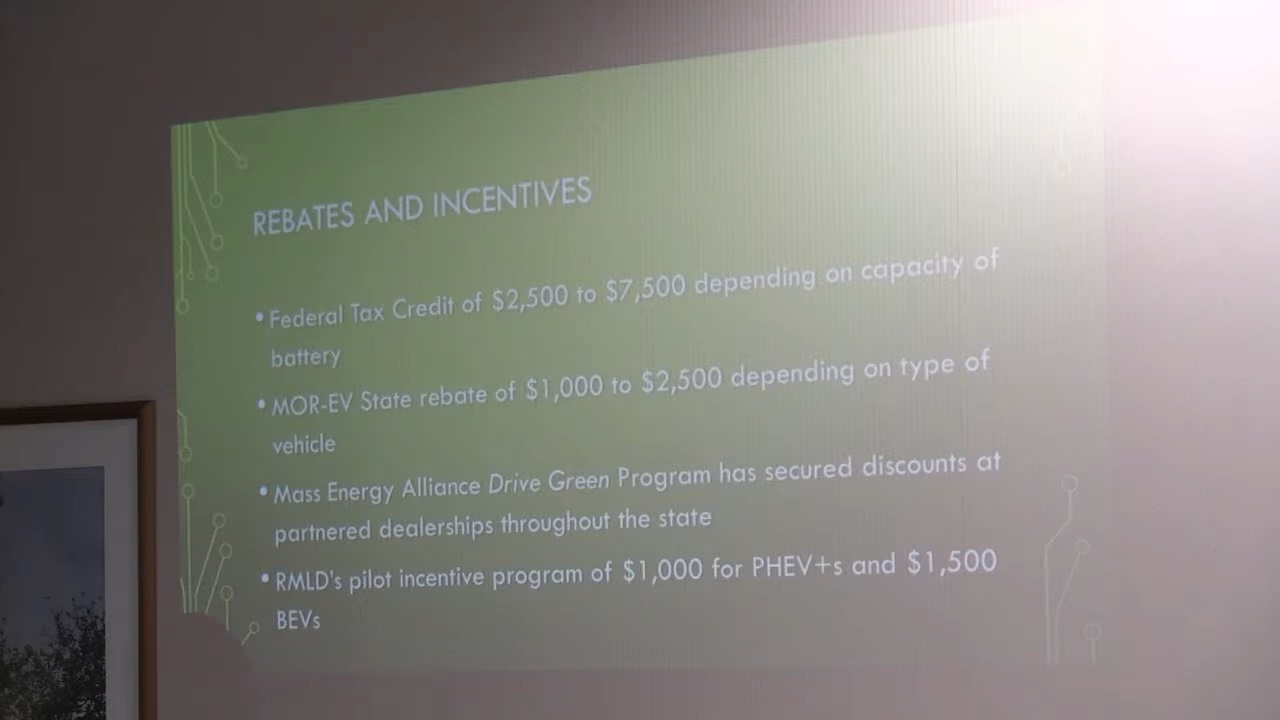 REBATES AND INCENTIVES
• Federal Tax Credit of $2,500 to $7,500 depending on capacity of
battery
• MOR-EV State rebate of $1,000 to $2,500 depending on type of
vehicle
• Mass Energy Alliance Drive Green Program has secured discounts at
partnered dealerships throughout the state
• RMLD's pilot incentive program of $1,000 for PHEV+s and $1,500
BEVs